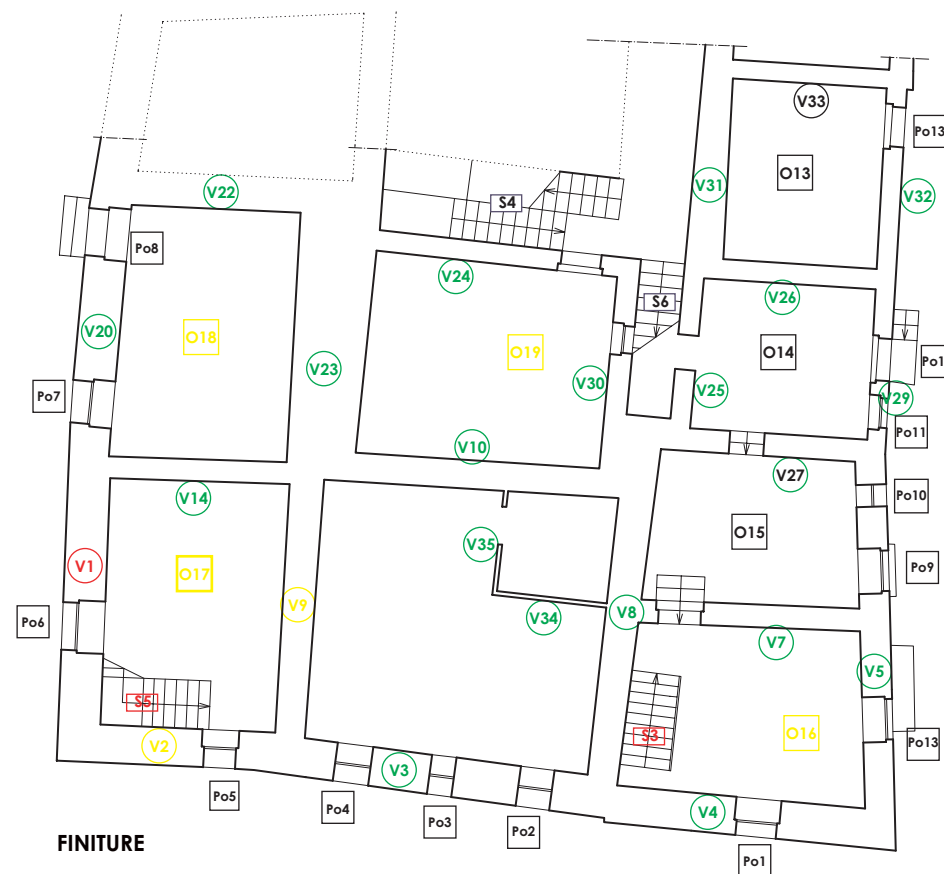 V33
Po13
O13
V31
V22
V32
S4
Po8
V24
V26
S6
V20
O18
O19
O14
Po1
V23
V30
V25
V29
Po7
Po11
V10
V27
V14
Po10
O15
V35
V1
O17
Po9
V9
V8
V34
Po6
V7
V5
S5
O16
S3
V2
Po13
V3
Po5
V4
Po4
Po3
Po2
FINITURE
Po1